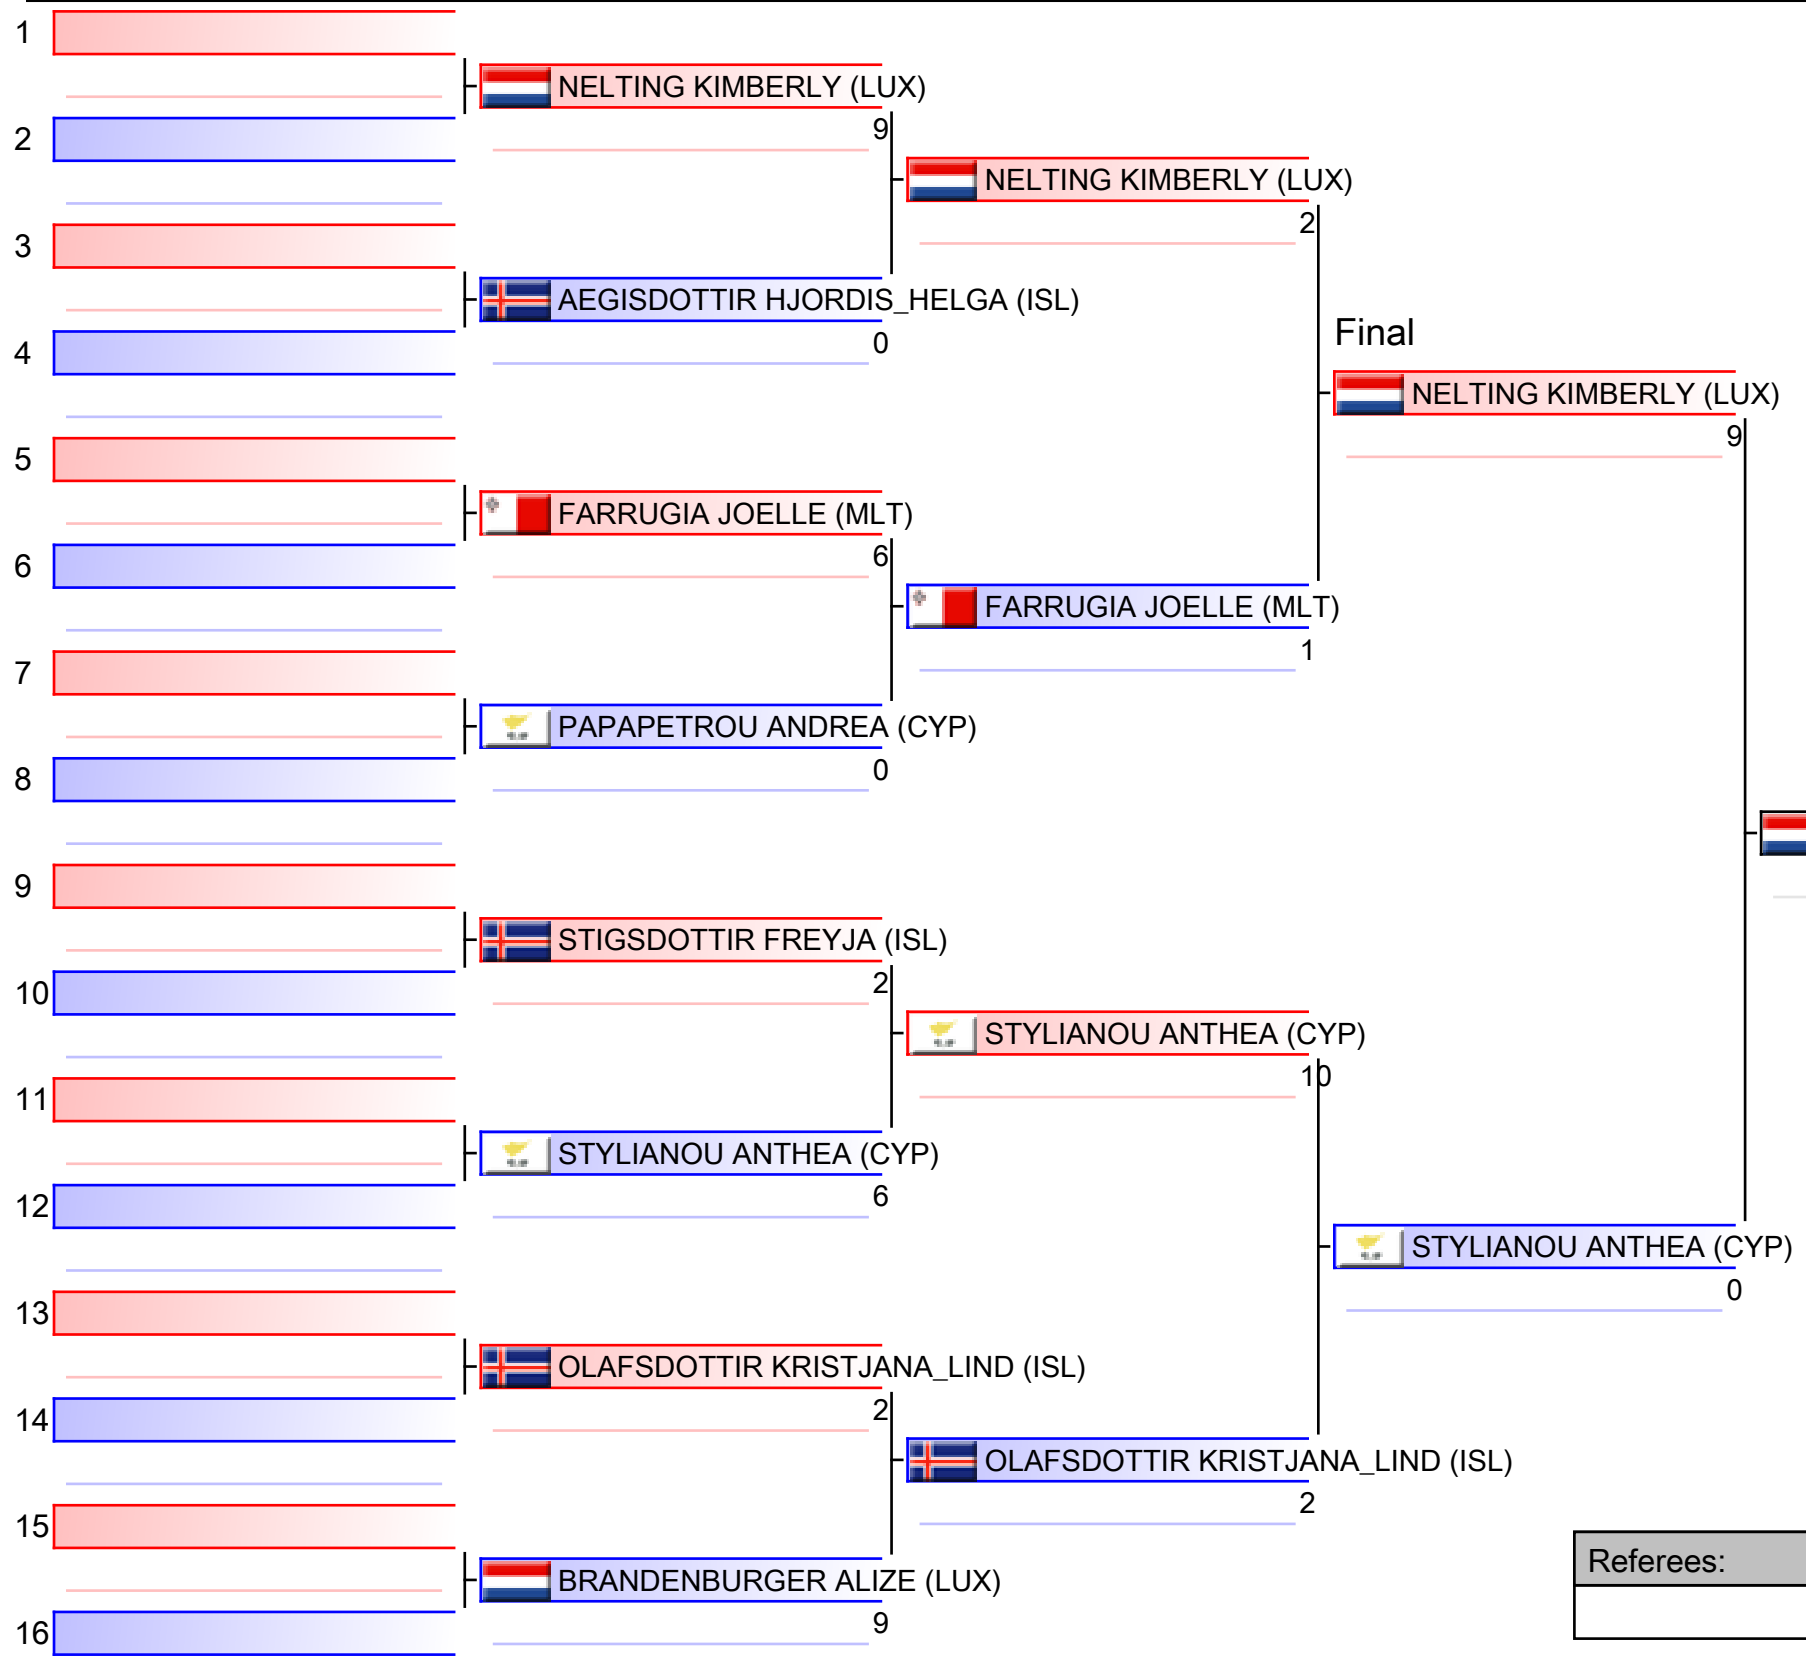 1
NELTING KIMBERLY (LUX)
9
2
NELTING KIMBERLY (LUX)
2
3
AEGISDOTTIR HJORDIS_HELGA (ISL)
0
4
Final
NELTING KIMBERLY (LUX)
9
5
FARRUGIA JOELLE (MLT)
6
6
FARRUGIA JOELLE (MLT)
1
7
PAPAPETROU ANDREA (CYP)
0
8
9
STIGSDOTTIR FREYJA (ISL)
2
10
STYLIANOU ANTHEA (CYP)
10
11
STYLIANOU ANTHEA (CYP)
6
12
STYLIANOU ANTHEA (CYP)
0
13
OLAFSDOTTIR KRISTJANA_LIND (ISL)
2
14
OLAFSDOTTIR KRISTJANA_LIND (ISL)
2
15
BRANDENBURGER ALIZE (LUX)
9
16
Referees: